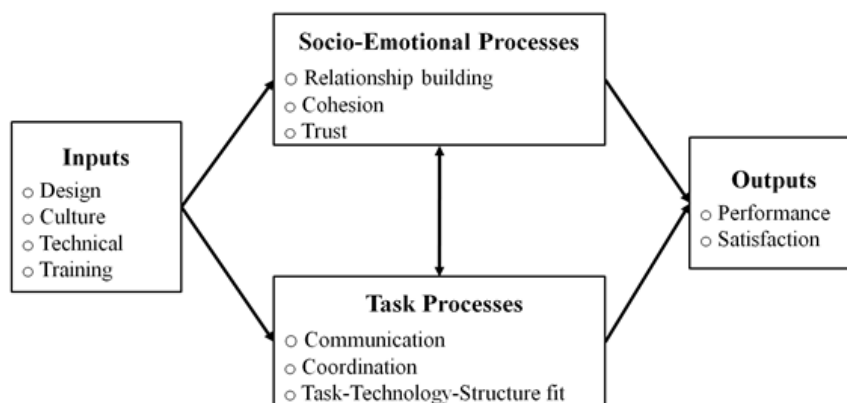 Socio-Emotional Processes
○ Relationship building
○ Cohesion
○ Trust
Inputs
○ Design
○ Culture
○ Technical
○ Training
Outputs
○ Performance
○ Satisfaction
Task Processes
○ Communication
○ Coordination
○ Task-Technology-Structure fit